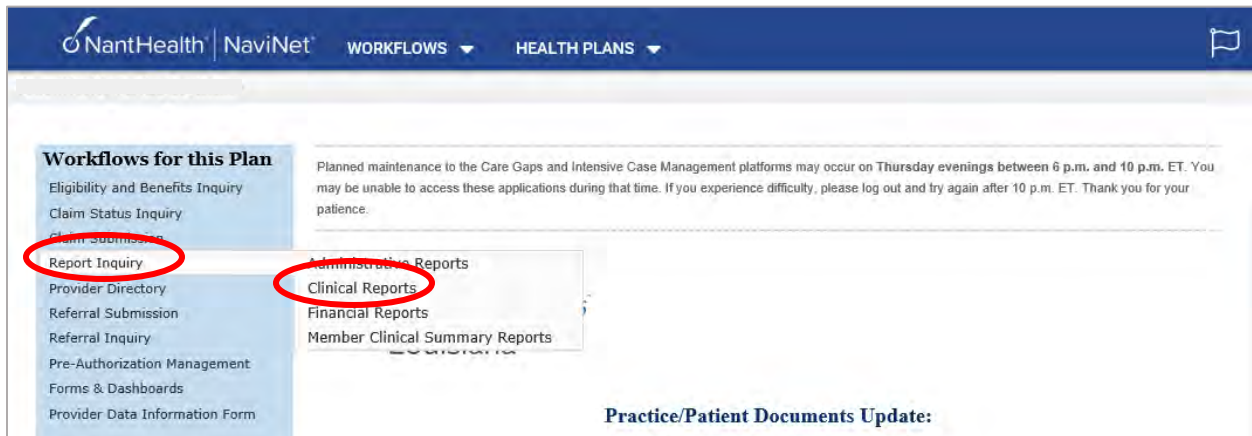 NantHealth | NaviNet WORKFLOWS HEALTH PLANS
Workflows for this Plan
Eligibility and Benefits Inquiry
Claim Status Inquiry
Claim Submission
Report Inquiry
Provider Directory
Referral Submission
Referral Inquiry
Pre-Authorization Management
Forms & Dashboards
Provider Data Information Form
Administrative Reports
Clinical Reports
Financial Reports
Member Clinical Summary Reports
Planned maintenance to the Care Gaps and Intensive Case Management platforms may occur on Thursday evenings between 6 p.m. and 10 p.m. ET. You
may be unable to access these applications during that time. If you experience difficulty, please log out and try again after 10 p.m. ET. Thank you for your
patience.
Louisiana
Practice/Patient Documents Update: